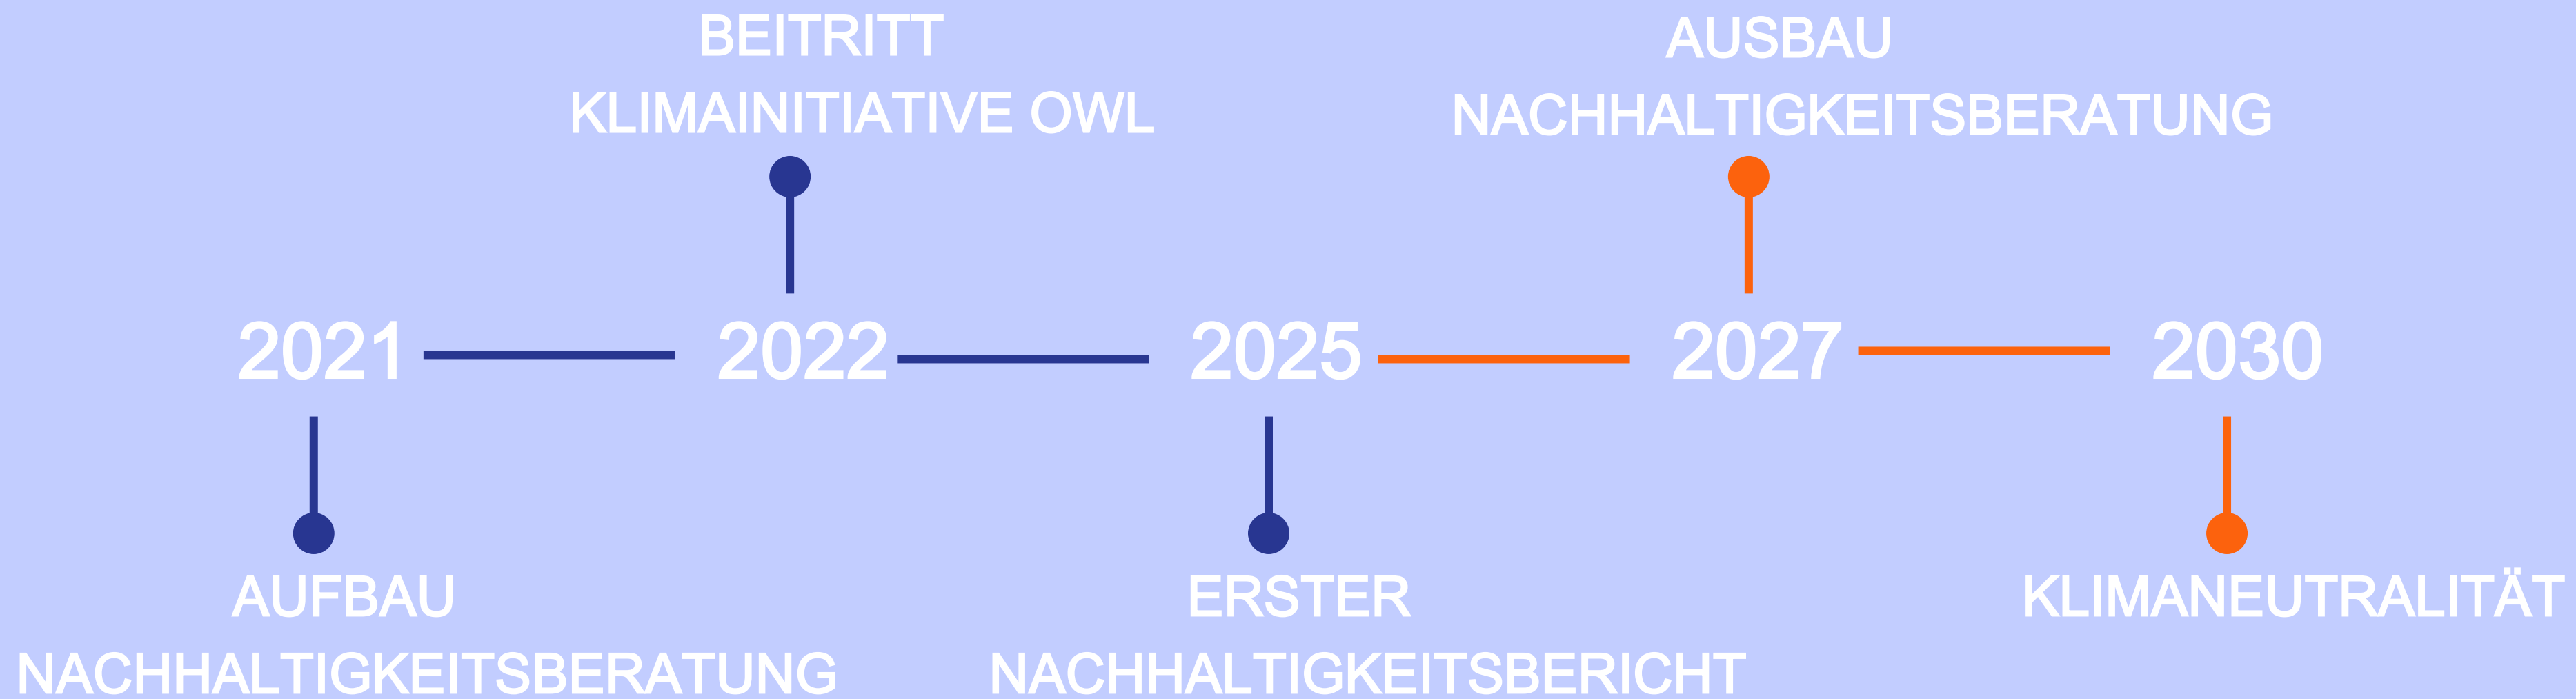 BEITRITT
KLIMAINITIATIVE OWL
AUSBAU
NACHHALTIGKEITSBERATUNG
2021
2022
2025
2027
2030
AUFBAU
NACHHALTIGKEITSBERATUNG
ERSTER
NACHHALTIGKEITSBERICHT
KLIMANEUTRALITÄT